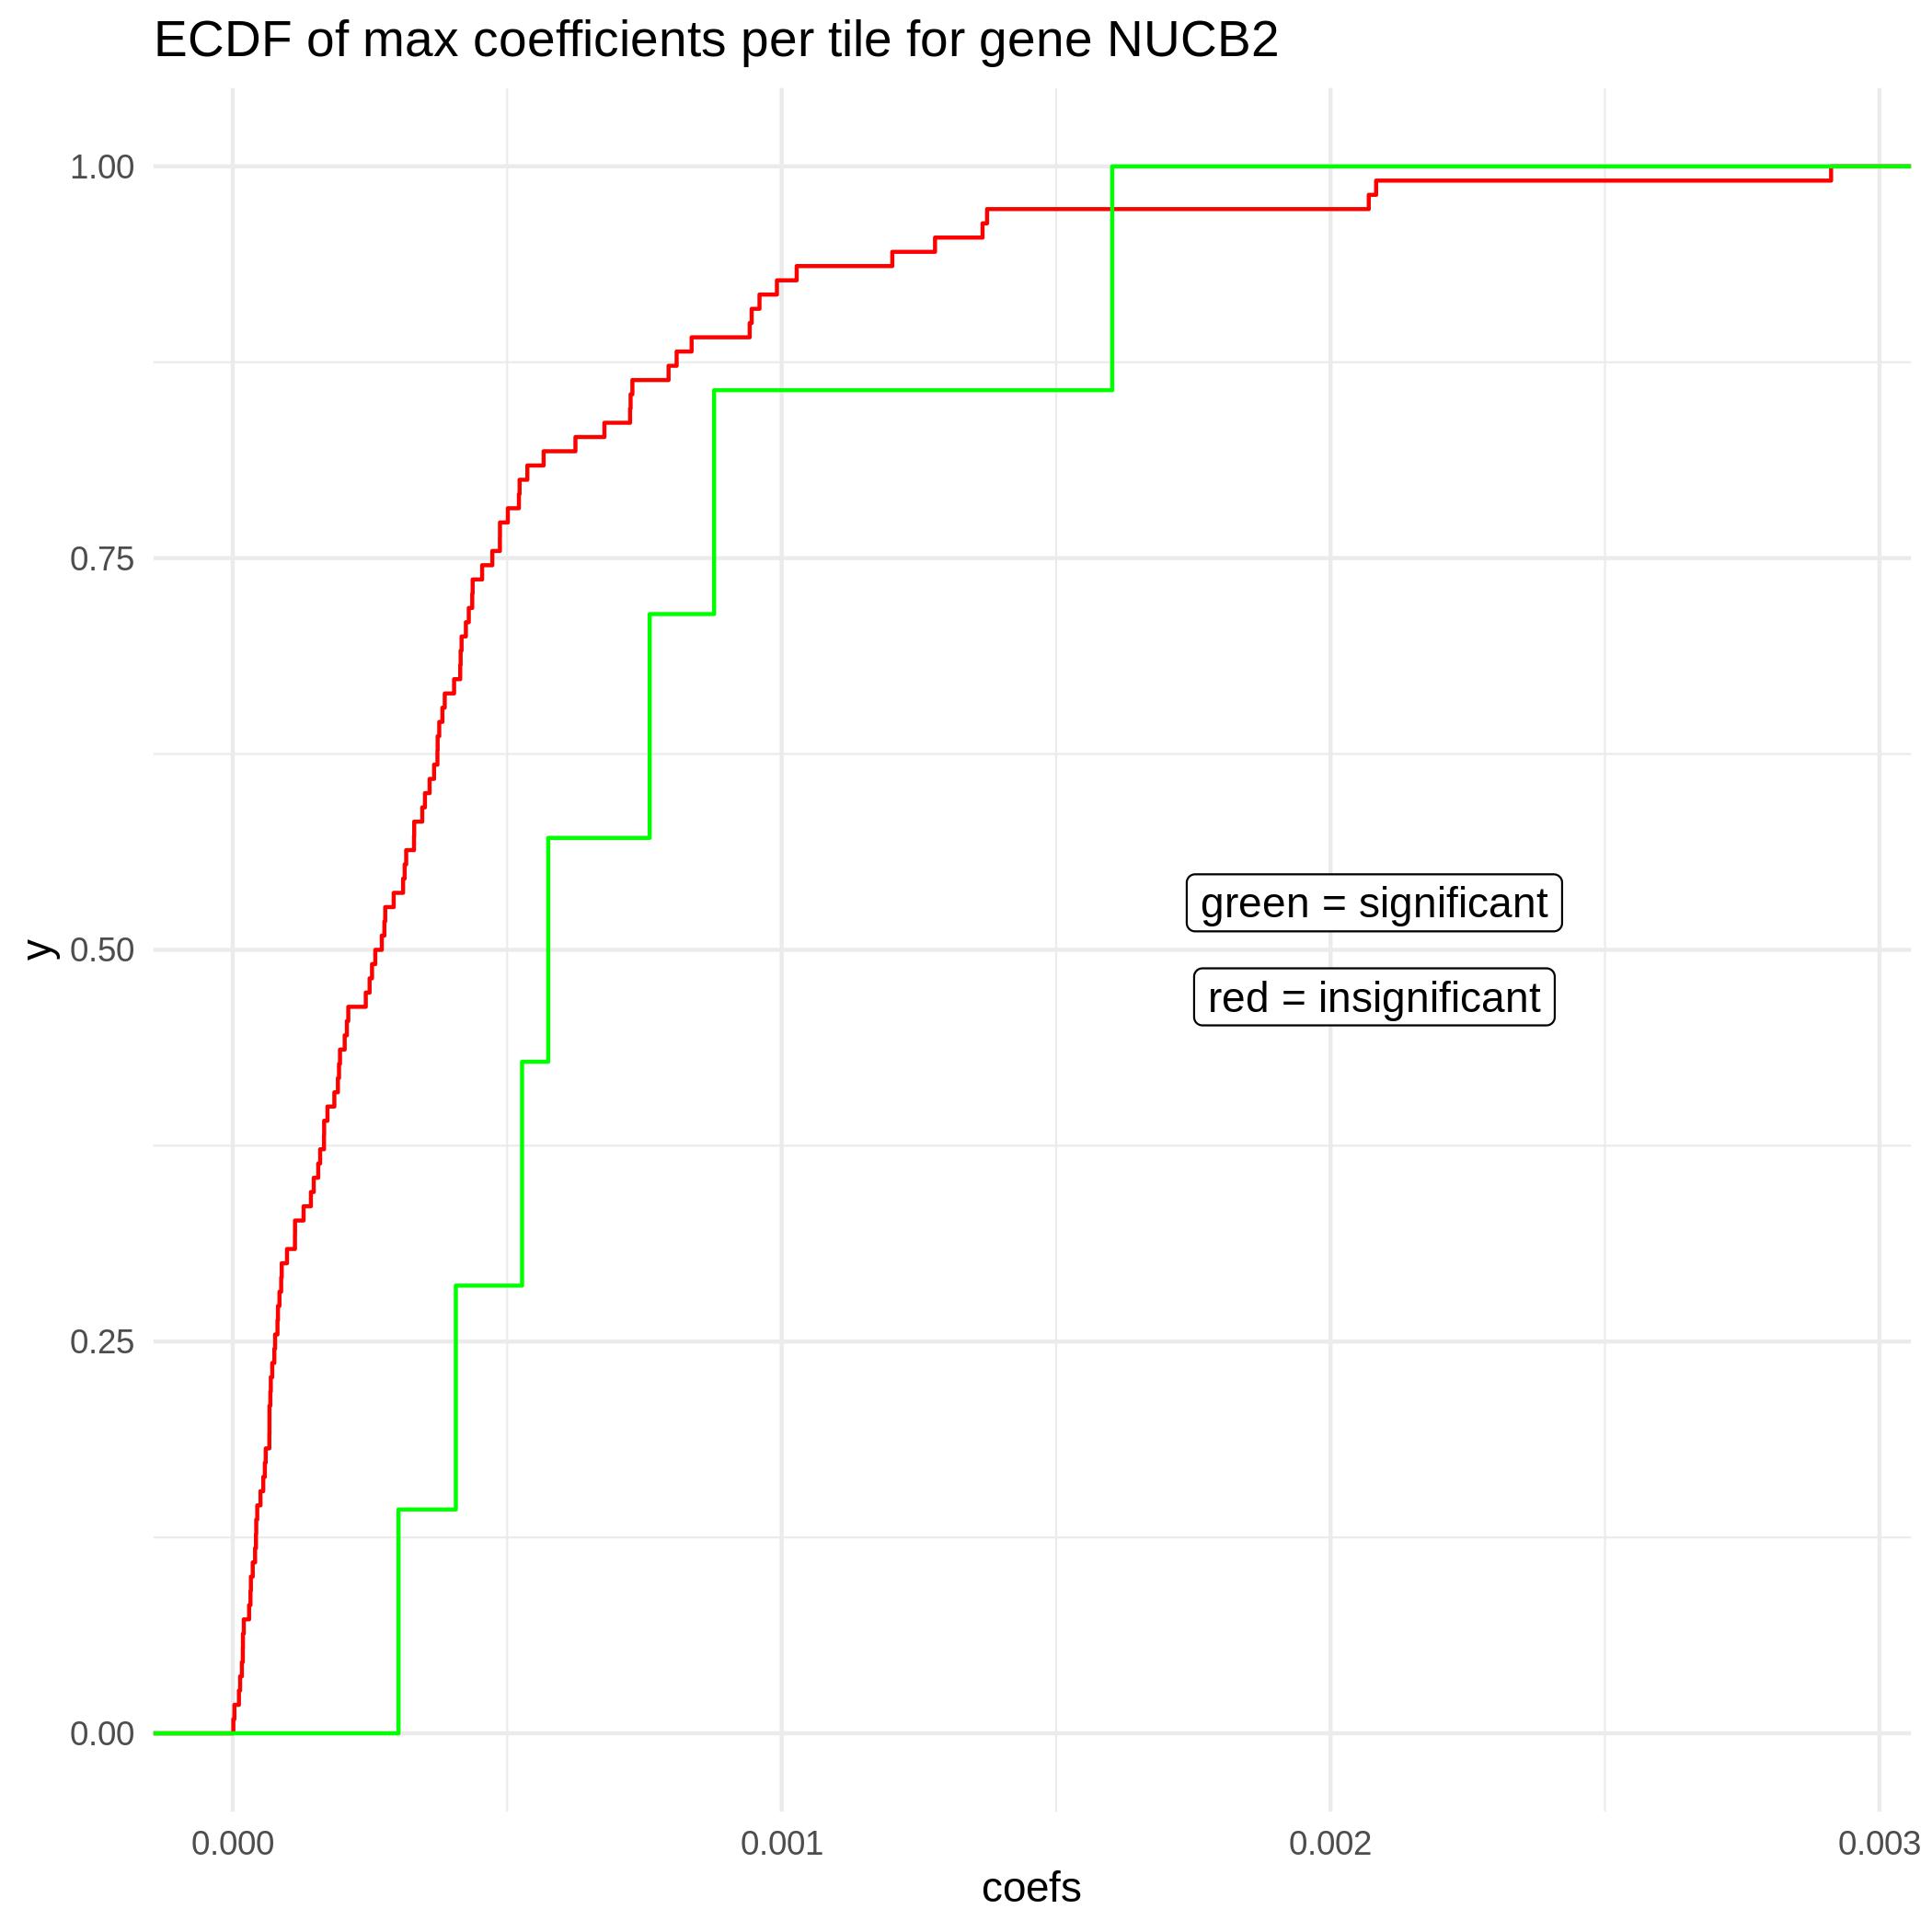 ECDF of max coefficients per tile for gene NUCB2
1.00
0.75
0.50
0.25
0.00
y
green = significant
red = insignificant
0.000
0.001
0.002
0.003
coefs